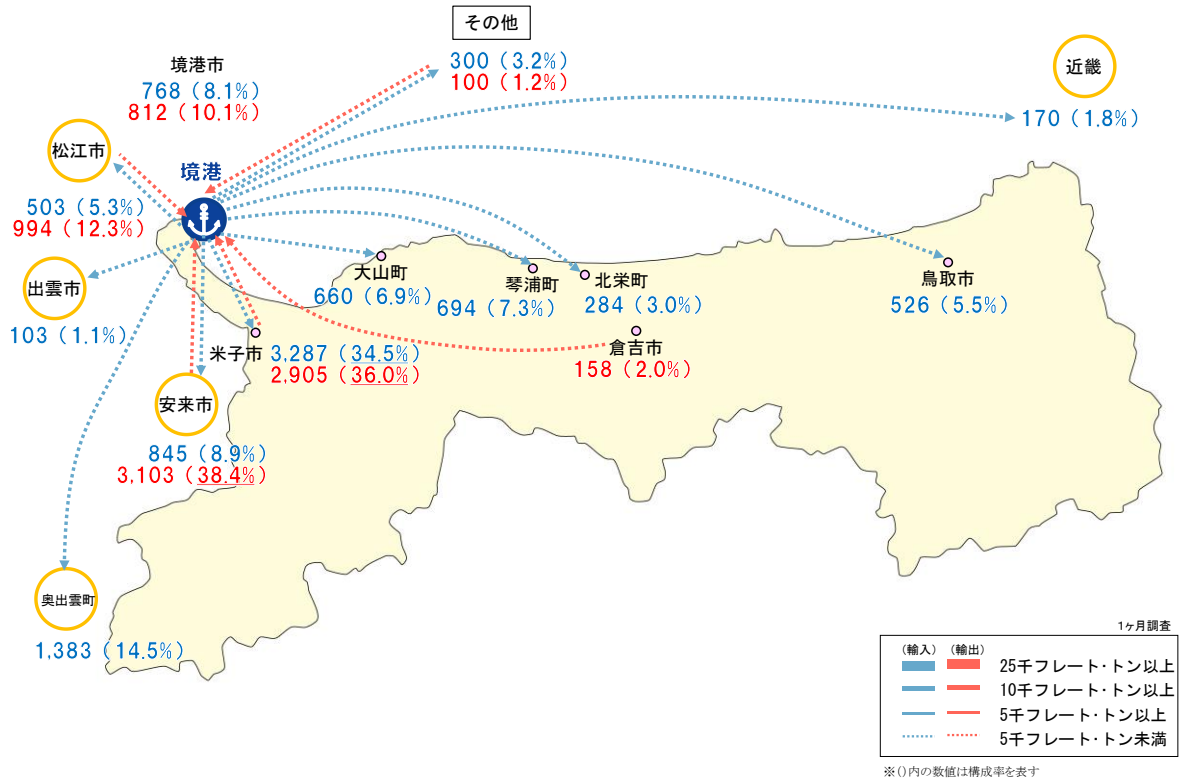 その他
300（3.2%）
100（1.2%）
近畿
170（1.8%）
境港市
768（8.1%）
812（10.1%）
松江市
503（5.3%）
994（12.3%）
境港
出雲市
103（1.1%）
大山町
660（6.9%）
琴浦町
694（7.3%）
北栄町
284（3.0%）
鳥取市
526（5.5%）
米子市
3,287（34.5%）
2,905（36.0%）
倉吉市
158（2.0%）
安来市
845（8.9%）
3,103（38.4%）
奥出雲町
1,383（14.5%）
1ヶ月調査
（輸入）（輸出）
25千フレート・トン以上
10千フレート・トン以上
5千フレート・トン以上
5千フレート・トン未満
※()内の数値は構成率を表す